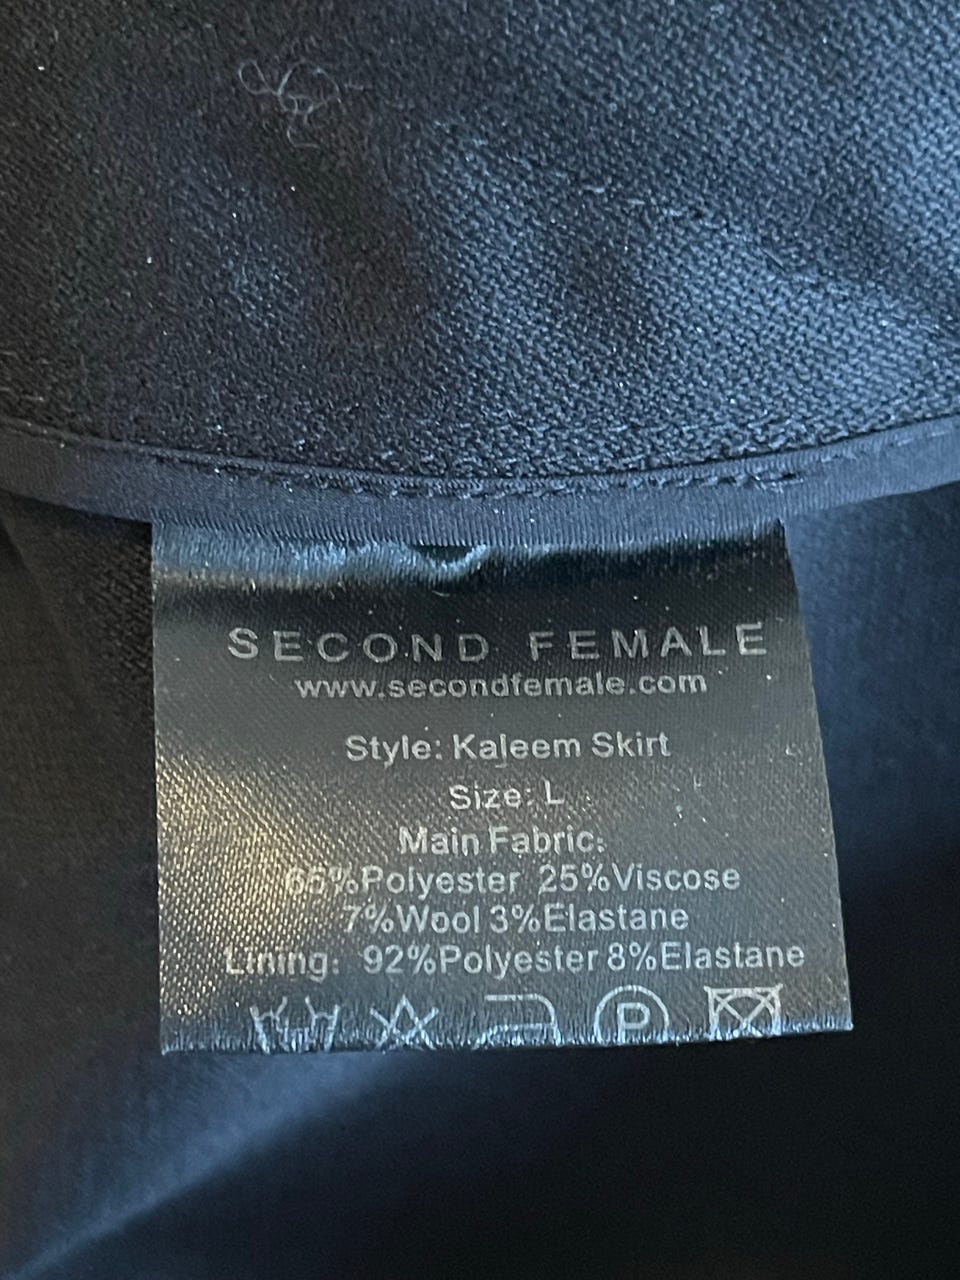 SECOND FEMALE
www.secondfemale.com
Style: Kaleem Skirt
Size: L
Main Fabric:
65%Polyester 25%Viscose
7%Wool 3%Elastane
Lining: 92%Polyester 8%Elastane
P